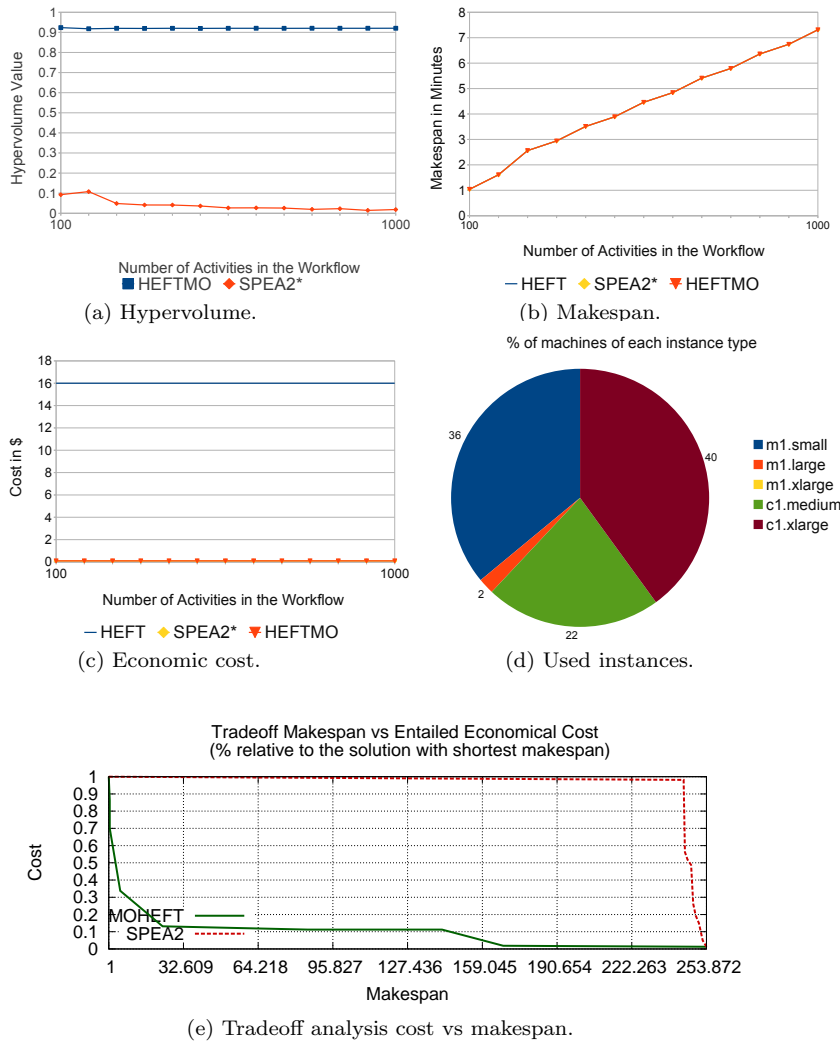 1
0.9
0.8
0.7
0.6
0.5
0.4
0.3
0.2
0.1
0
Hypervolume Value
100
1000
Number of Activities in the Workflow
HEFTMO SPEA2*
(a) Hypervolume.
8
7
6
5
4
3
2
1
0
Makespan in Minutes
100
1000
Number of Activities in the Workflow
HEFT SPEA2* HEFTMO
(b) Makespan.
18
16
14
12
10
8
6
4
2
0
Cost in $
100
1000
Number of Activities in the Workflow
HEFT SPEA2* HEFTMO
(c) Economic cost.
% of machines of each instance type
36
40
2
22
m1.small
m1.large
m1.xlarge
c1.medium
c1.xlarge
(d) Used instances.
Tradeoff Makespan vs Entailed Economical Cost
(% relative to the solution with shortest makespan)
1
0.9
0.8
0.7
0.6
0.5
0.4
0.3
0.2
0.1
0
Cost
MOHEFT
SPEA2
1 32.609 64.218 95.827 127.436 159.045 190.654 222.263 253.872
Makespan
(e) Tradeoff analysis cost vs makespan.